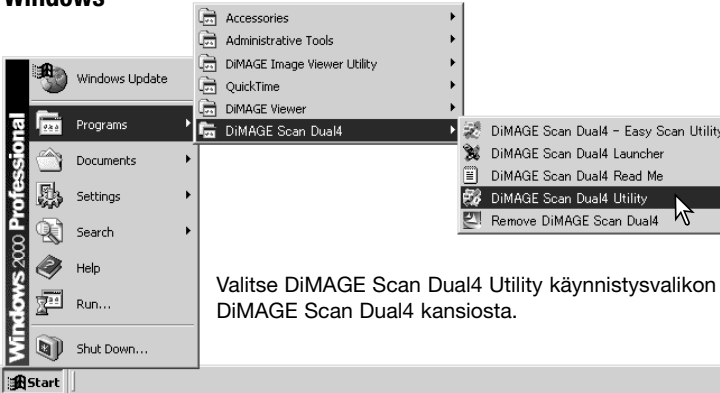 Windows
Accessories
Administrative Tools
DiMAGE Image Viewer Utility
QuickTime
DiMAGE Viewer
DiMAGE Scan Dual4
Windows 2000 Professional
Windows Update
Programs
Documents
Settings
Search
Help
Run...
Shut Down...
DiMAGE Scan Dual4 - Easy Scan Utility
DiMAGE Scan Dual4 Launcher
DiMAGE Scan Dual4 Read Me
DiMAGE Scan Dual4 Utility
Remove DiMAGE Scan Dual4
Valitse DiMAGE Scan Dual4 Utility käynnistysvalikon
DiMAGE Scan Dual4 kansiosta.
Start